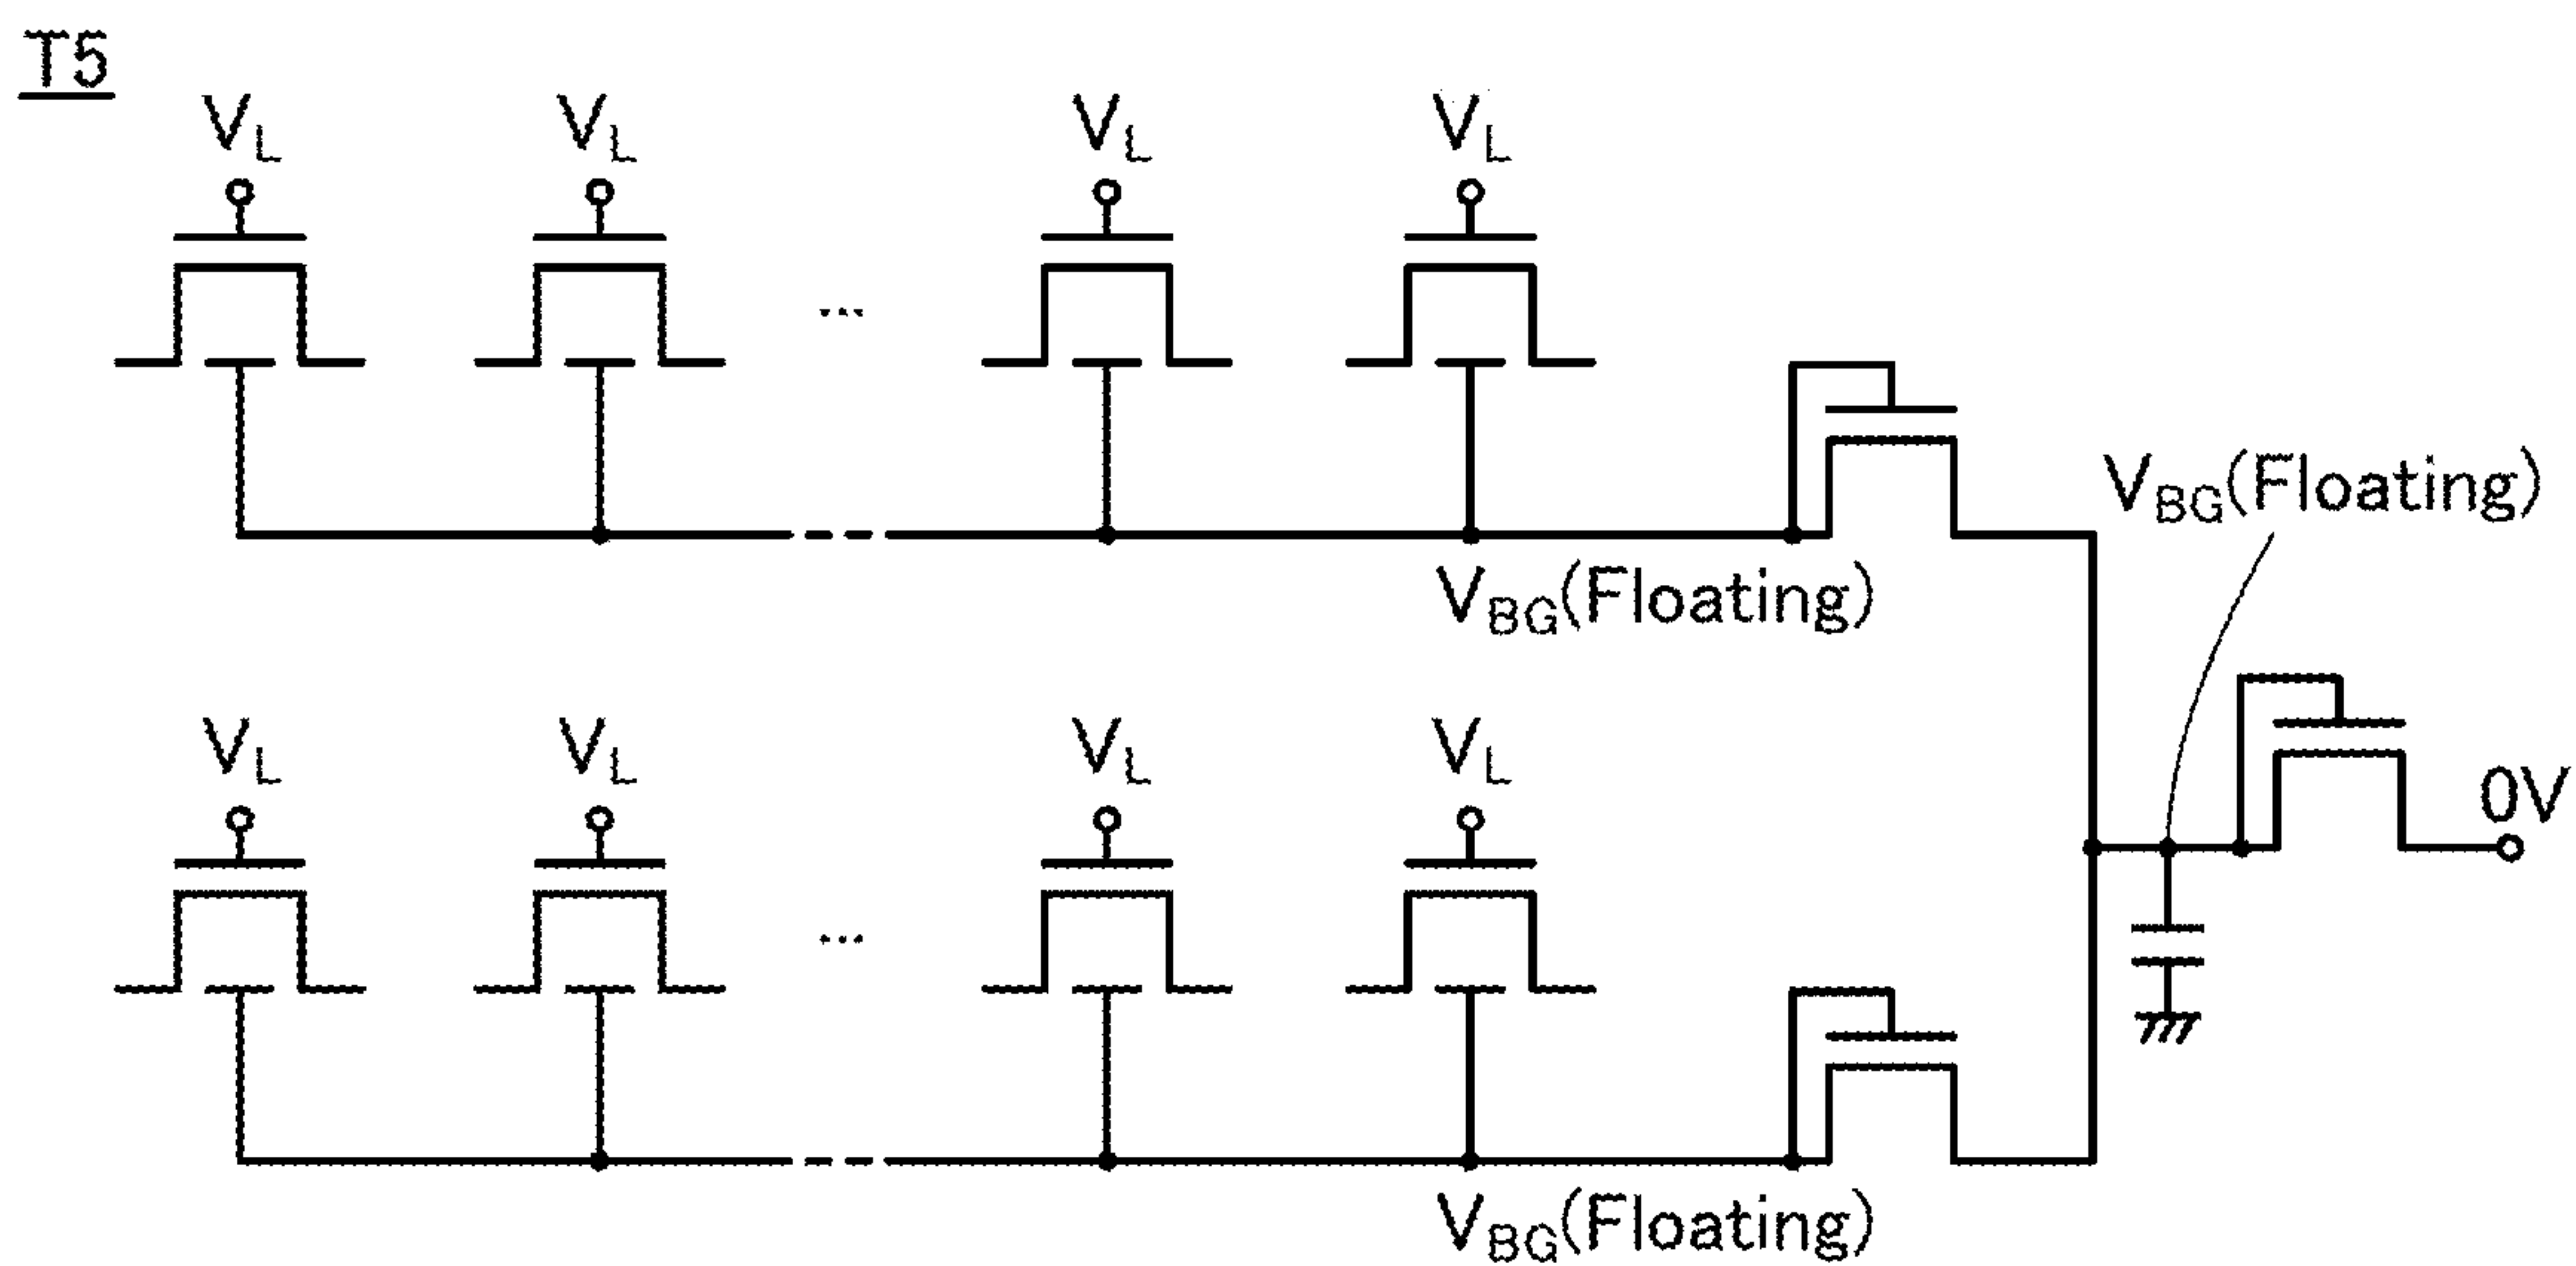 T5
VL VL ... VL VL
VBG(Floating)
VBG(Floating)
VL VL ... VL VL
0V
VBG(Floating)